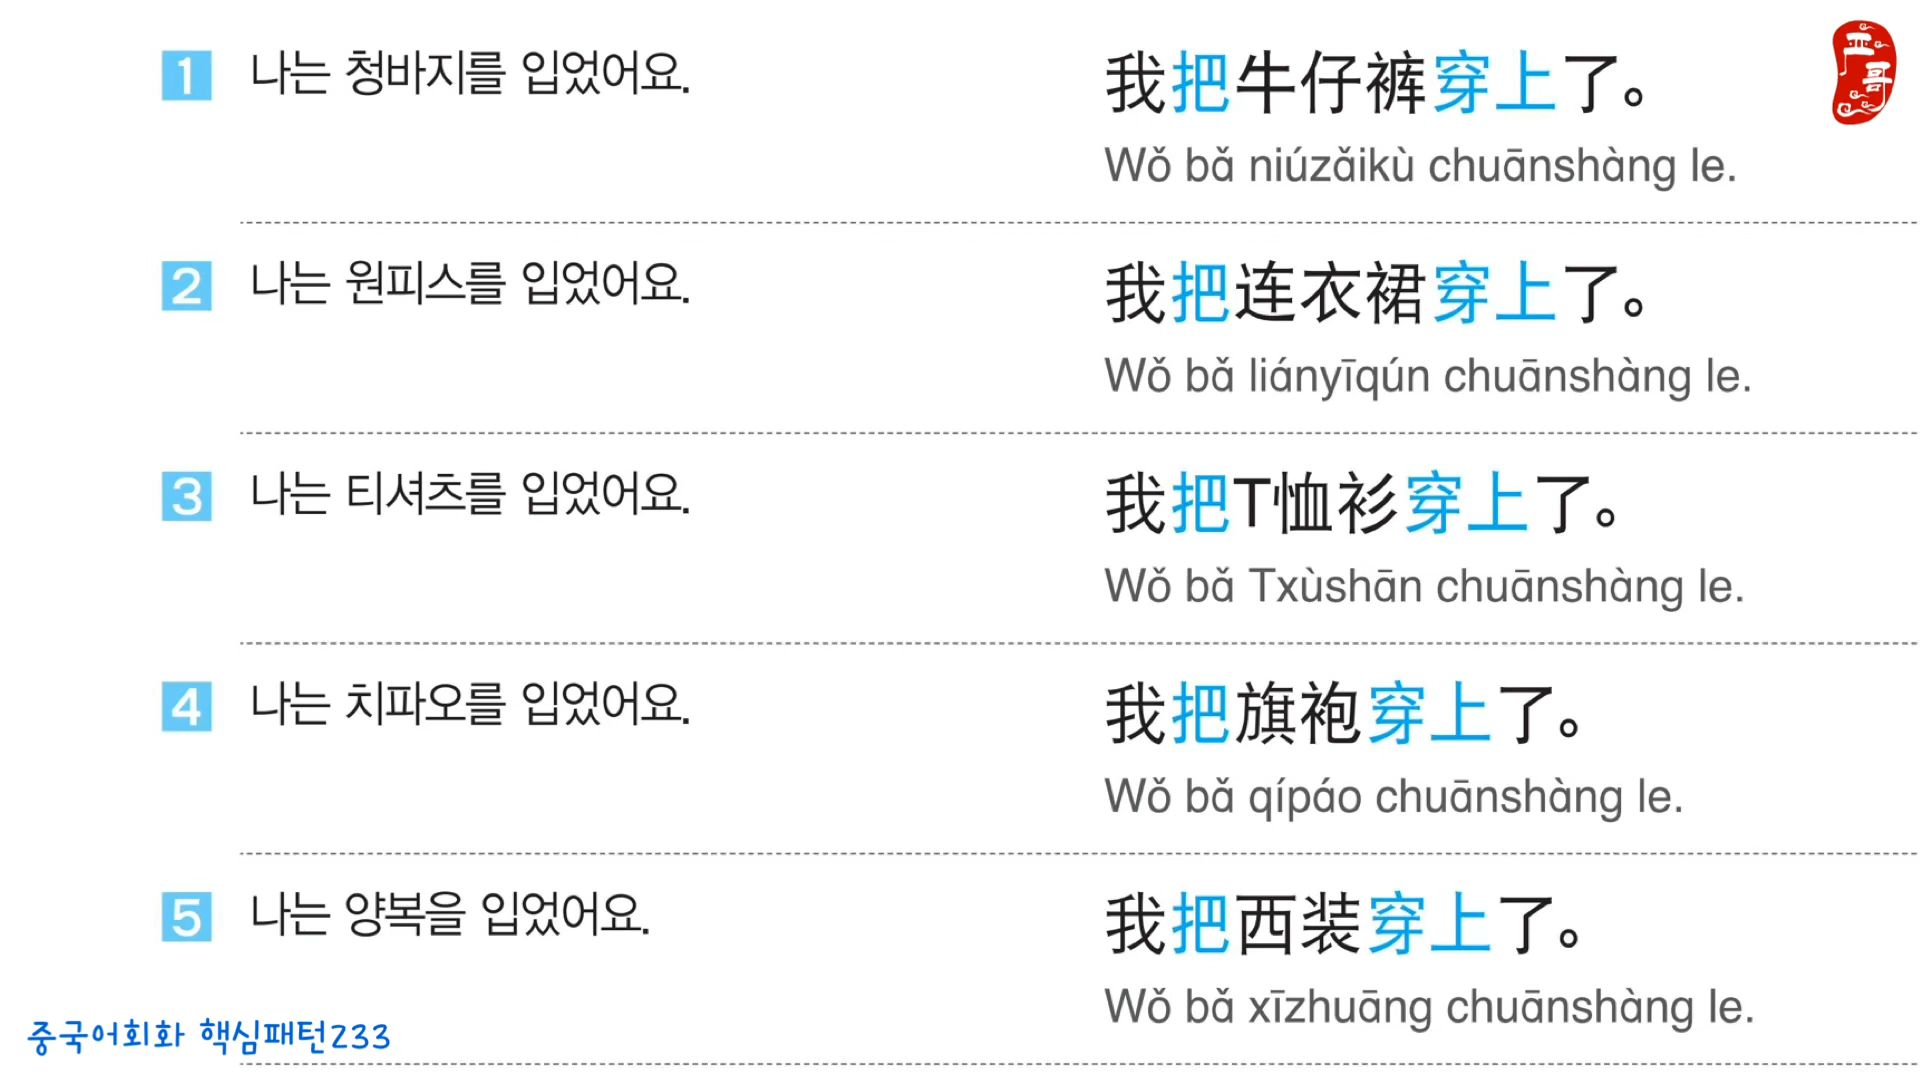 1 나는 청바지를 입었어요.
我把牛仔裤穿上了。
Wǒ bǎ niúzǎikù chuānshàng le.
2 나는 원피스를 입었어요.
我把连衣裙穿上了。
Wǒ bǎ liányīqún chuānshàng le.
3 나는 티셔츠를 입었어요.
我把T恤衫穿上了。
Wǒ bǎ Txùshān chuānshàng le.
4 나는 치파오를 입었어요.
我把旗袍穿上了。
Wǒ bǎ qípáo chuānshàng le.
5 나는 양복을 입었어요.
我把西装穿上了。
Wǒ bǎ xīzhuāng chuānshàng le.
중국어회화 핵심패턴233
严哥